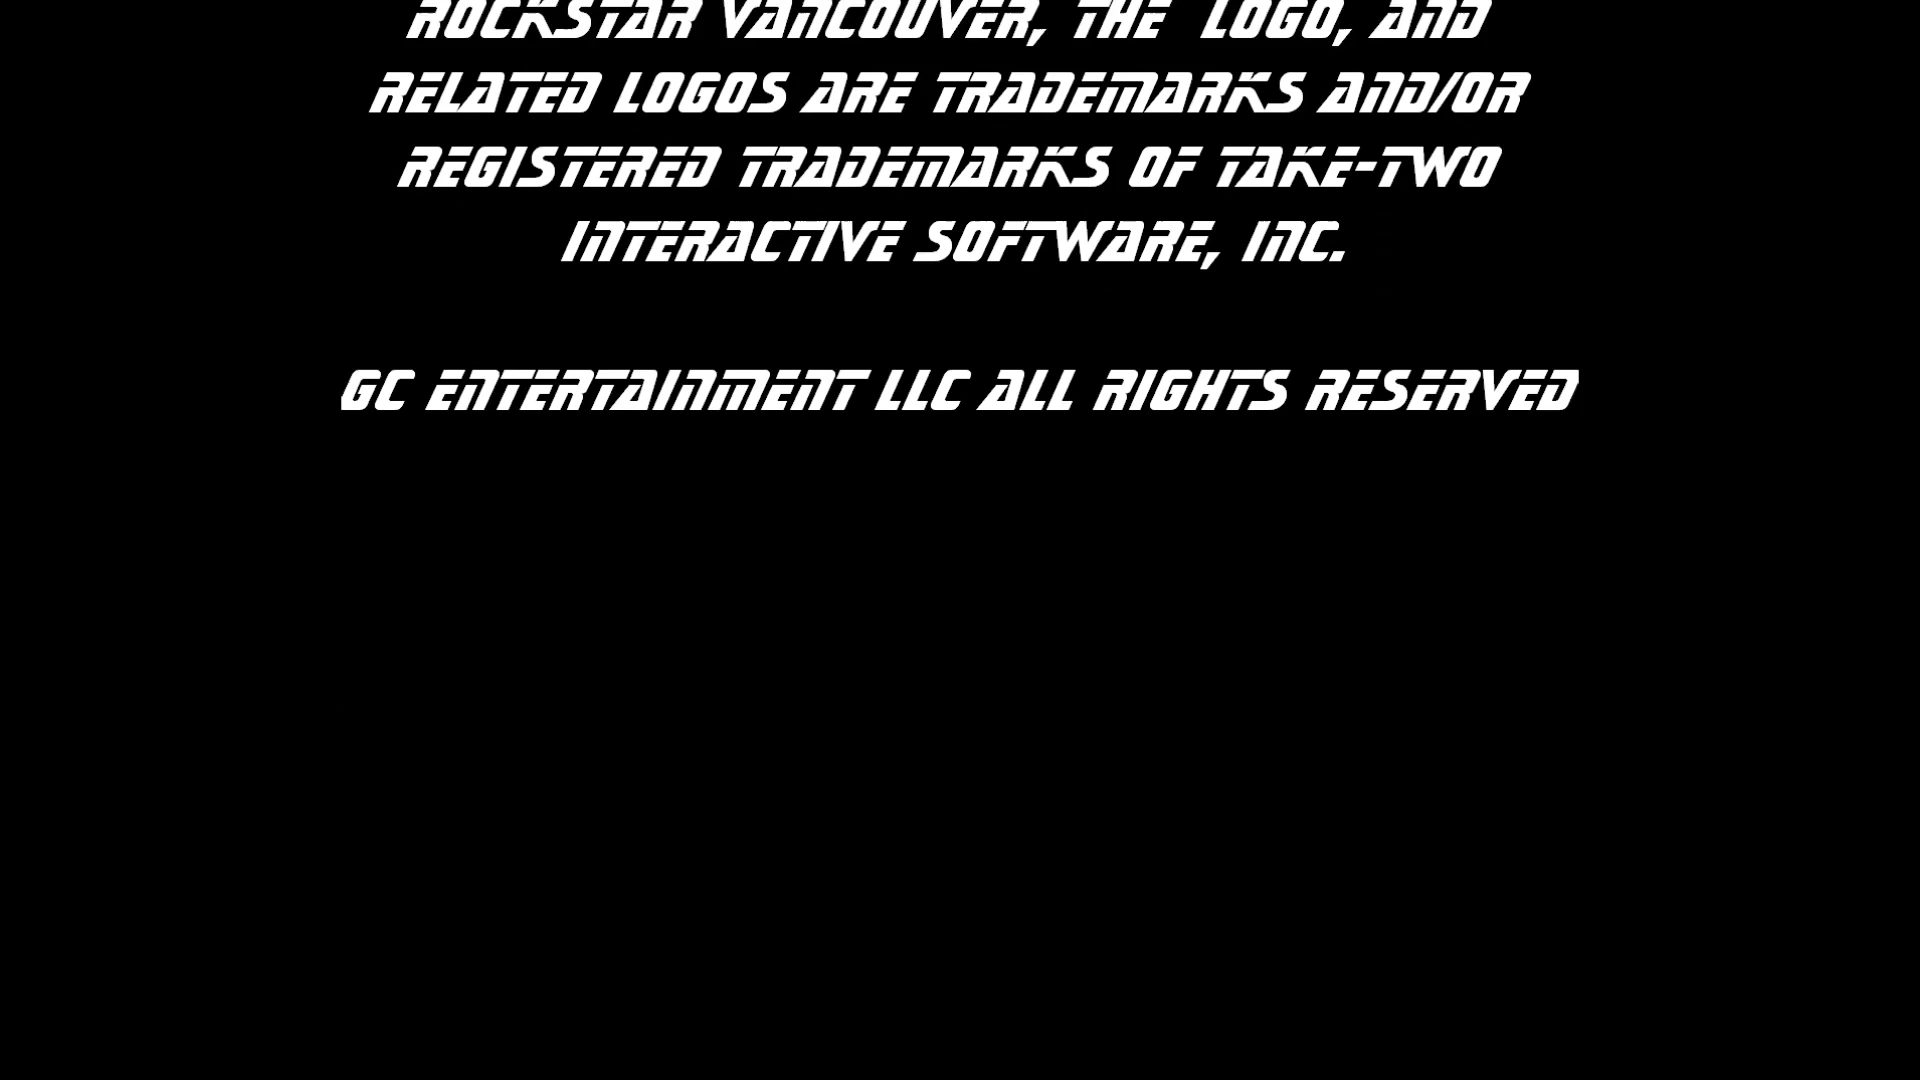 ROCKSTAR VANCOUVER, THE LOGO, AND
RELATED LOGOS ARE TRADEMARKS AND/OR
REGISTERED TRADEMARKS OF TAKE-TWO
INTERACTIVE SOFTWARE, INC.
GC ENTERTAINMENT LLC ALL RIGHTS RESERVED